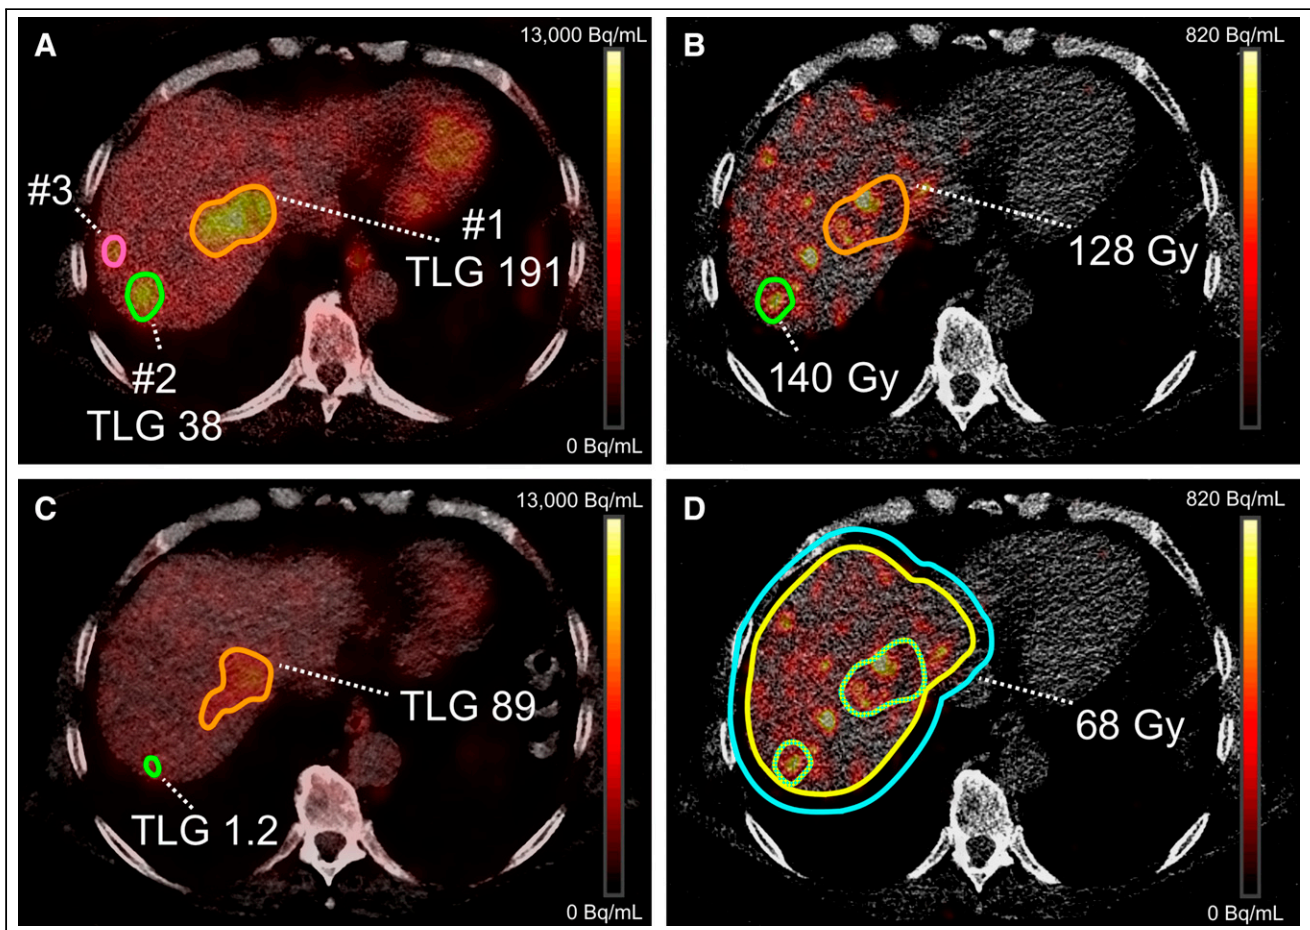 A
13,000 Bq/mL
#3
#1
TLG 191
#2
TLG 38
0 Bq/mL
B
820 Bq/mL
128 Gy
140 Gy
0 Bq/mL
C
13,000 Bq/mL
TLG 89
TLG 1.2
0 Bq/mL
D
820 Bq/mL
68 Gy
0 Bq/mL